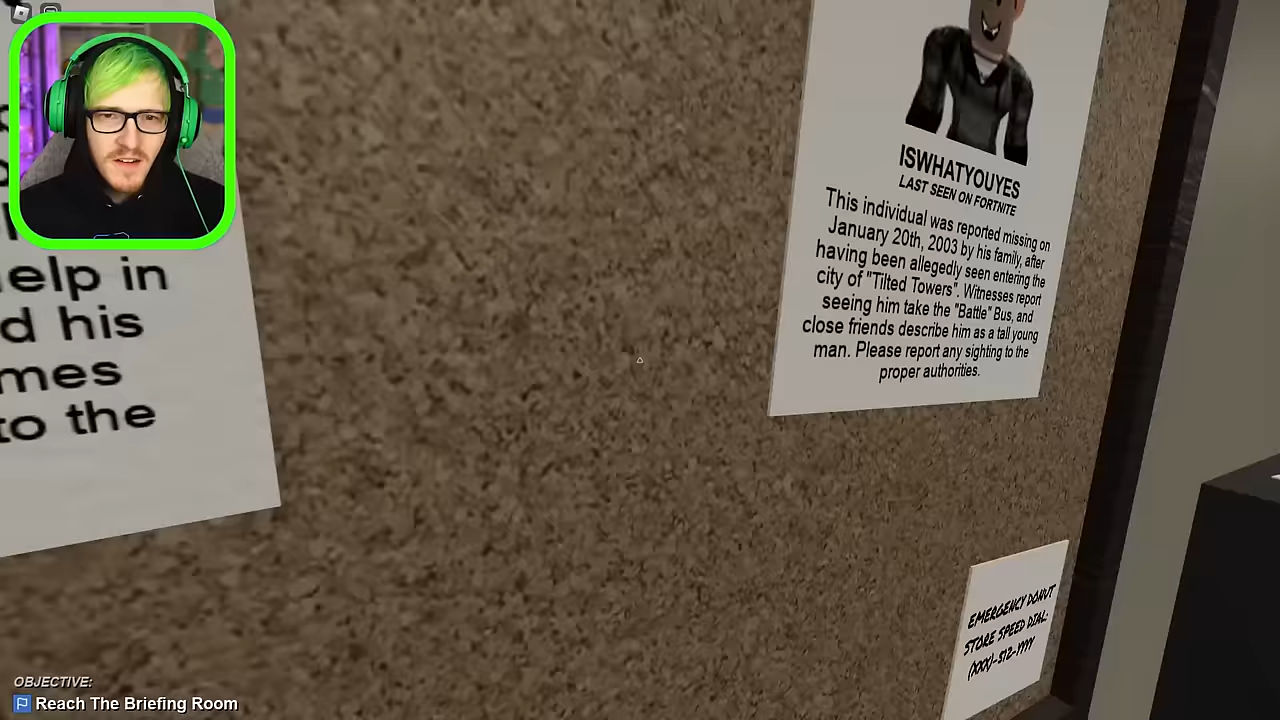 elp in
d his
mes
to the
ISWHATYOUYES
LAST SEEN ON FORTNITE
This individual was reported missing on
January 20th, 2003 by his family, after
having been allegedly seen entering the
city of "Tilted Towers". Witnesses report
seeing him take the "Battle" Bus, and
close friends describe him as a tall young
man. Please report any sighting to the
proper authorities.
EMERGENCY DONUT
STORE SPEED DIAL:
(XXX)-512-YYYY
OBJECTIVE:
Reach The Briefing Room